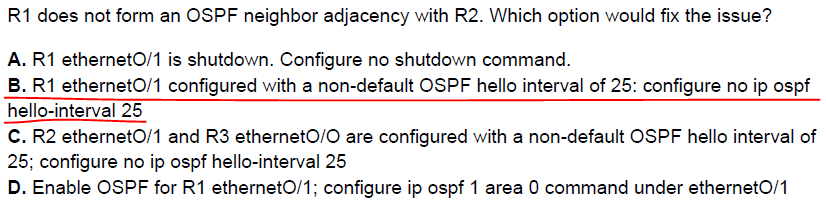 R1 does not form an OSPF neighbor adjacency with R2. Which option would fix the issue?
A. R1 ethernetO/1 is shutdown. Configure no shutdown command.
B. R1 ethernetO/1 configured with a non-default OSPF hello interval of 25: configure no ip ospf
hello-interval 25
C. R2 ethernetO/1 and R3 ethernetO/O are configured with a non-default OSPF hello interval of
25; configure no ip ospf hello-interval 25
D. Enable OSPF for R1 ethernetO/1; configure ip ospf 1 area 0 command under ethernetO/1